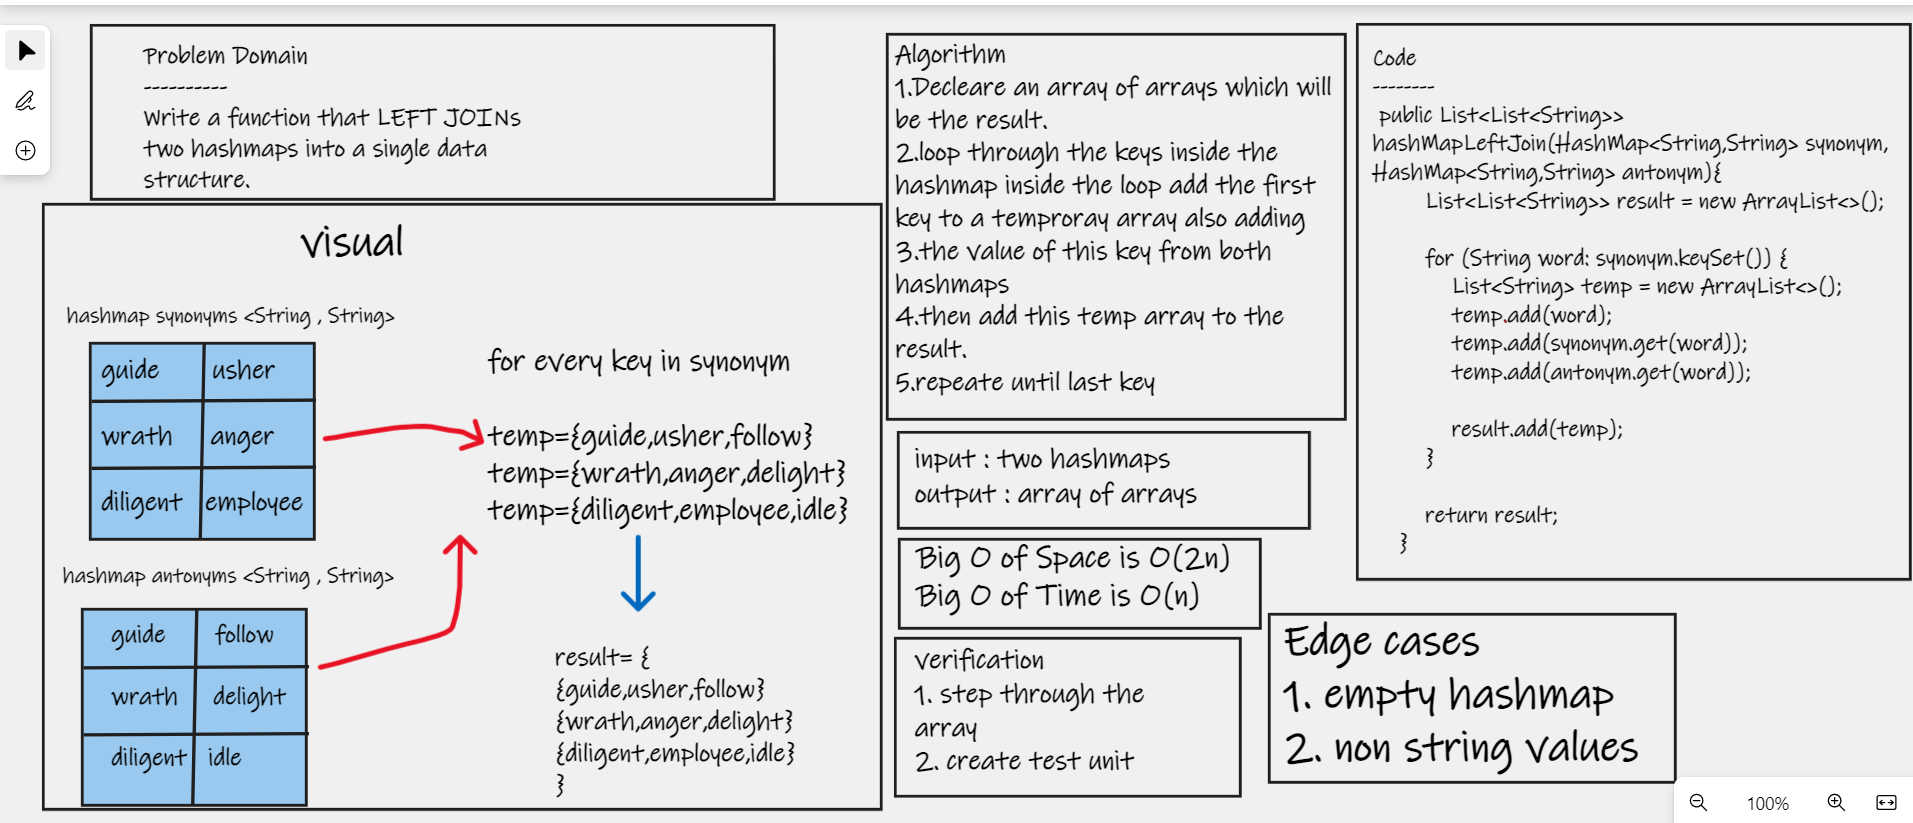 Problem Domain
----------
Write a function that LEFT JOINs
two hashmaps into a single data
structure.
visual
hashmap synonyms <String , String>
guide usher
wrath anger
diligent employee
hashmap antonyms <String , String>
guide follow
wrath delight
diligent idle
for every key in synonym
temp={guide,usher,follow}
temp={wrath,anger,delight}
temp={diligent,employee,idle}
result= {
{guide,usher,follow}
{wrath,anger,delight}
{diligent,employee,idle}
}
Algorithm
1.Decleare an array of arrays which will
be the result.
2.loop through the keys inside the
hashmap inside the loop add the first
key to a temproray array also adding
3.the value of this key from both
hashmaps
4.then add this temp array to the
result.
5.repeate until last key
input : two hashmaps
output : array of arrays
Big O of Space is O(2n)
Big O of Time is O(n)
verification
1. step through the
array
2. create test unit
Code
--------
public List<List<String>>
hashMapLeftJoin(HashMap<String,String> synonym,
HashMap<String,String> antonym){
List<List<String>> result = new ArrayList<>();
for (String word: synonym.keySet()) {
List<String> temp = new ArrayList<>();
temp.add(word);
temp.add(synonym.get(word));
temp.add(antonym.get(word));
result.add(temp);
}
return result;
}
Edge cases
1. empty hashmap
2. non string values
100%